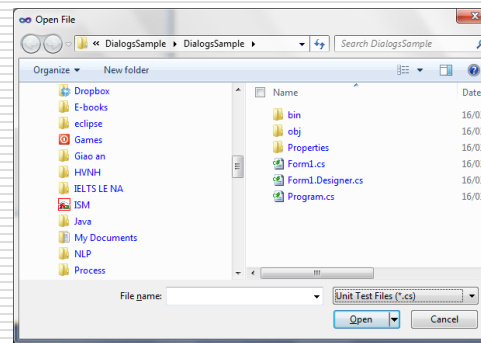 Open File
« DialogsSample ▸ DialogsSample ▸
Search DialogsSample
Organize
New folder
Dropbox
E-books
eclipse
Games
Giao an
HVNH
IELTS LE NA
ISM
Java
My Documents
NLP
Process
Name
Date
bin
16/0
obj
16/0
Properties
16/0
Form1.cs
16/0
Form1.Designer.cs
16/0
Program.cs
16/0
File name:
Unit Test Files (*.cs)
Open
Cancel